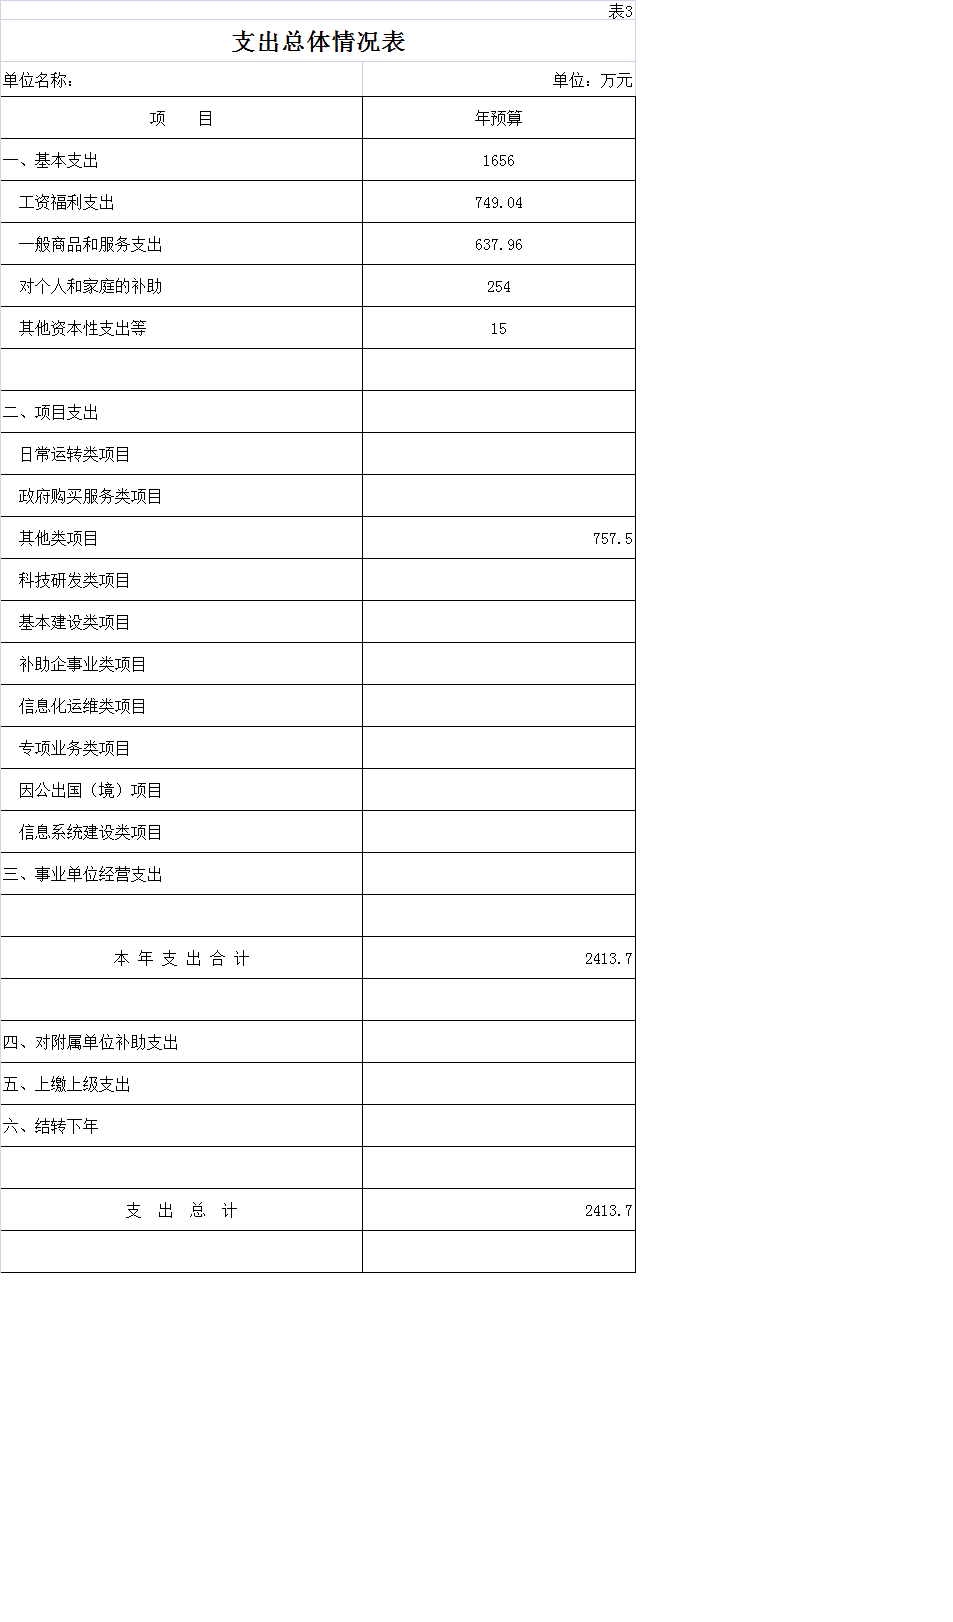 表3
支出总体情况表
单位名称： 单位：万元
项 目 年预算
一、基本支出 1656
工资福利支出 749.04
一般商品和服务支出 637.96
对个人和家庭的补助 254
其他资本性支出等 15
二、项目支出
日常运转类项目
政府购买服务类项目
其他类项目 757.5
科技研发类项目
基本建设类项目
补助企事业类项目
信息化运维类项目
专项业务类项目
因公出国（境）项目
信息系统建设类项目
三、事业单位经营支出
本 年 支 出 合 计 2413.7
四、对附属单位补助支出
五、上缴上级支出
六、结转下年
支 出 总 计 2413.7